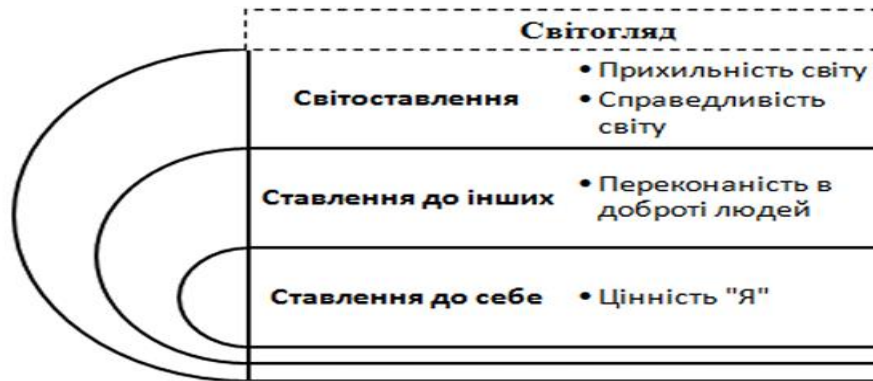 Світогляд
Світоставлення
• Прихильність світу
• Справедливість
світу
Ставлення до інших
• Переконаність в
доброті людей
Ставлення до себе
• Цінність "Я"